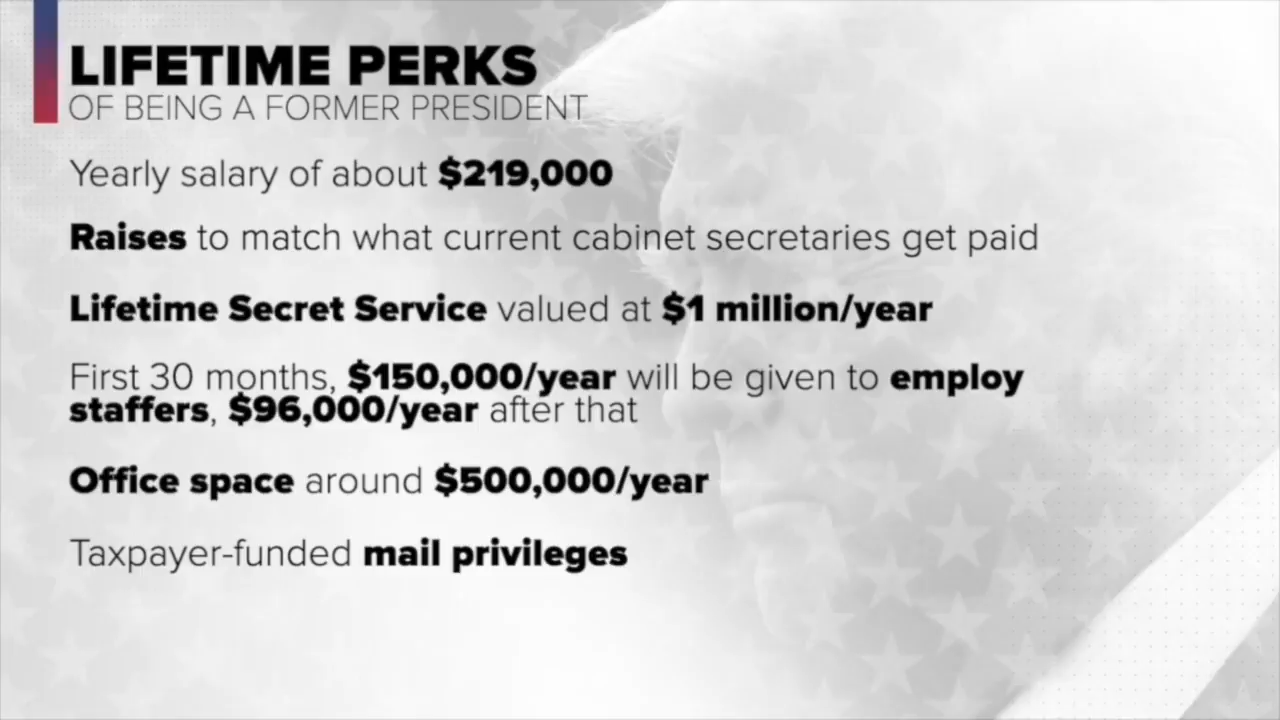 LIFETIME PERKS
OF BEING A FORMER PRESIDENT
Yearly salary of about $219,000
Raises to match what current cabinet secretaries get paid
Lifetime Secret Service valued at $1 million/year
First 30 months, $150,000/year will be given to employ
staffers, $96,000/year after that
Office space around $500,000/year
Taxpayer-funded mail privileges